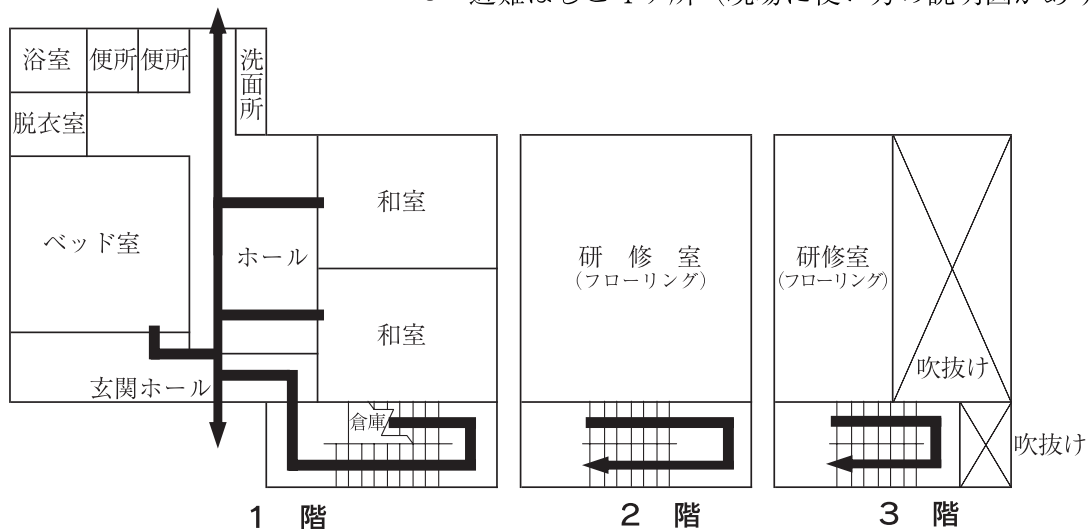 避難はしご1ヶ所(現場に使い方の説明図があり
浴室
便所
便所
洗面所
脱衣室
和室
ベッド室
ホール
研修室
(フローリング)
研修室
(フローリング)
和室
吹抜け
玄関ホール
倉庫
吹抜け
1 階
2 階
3 階